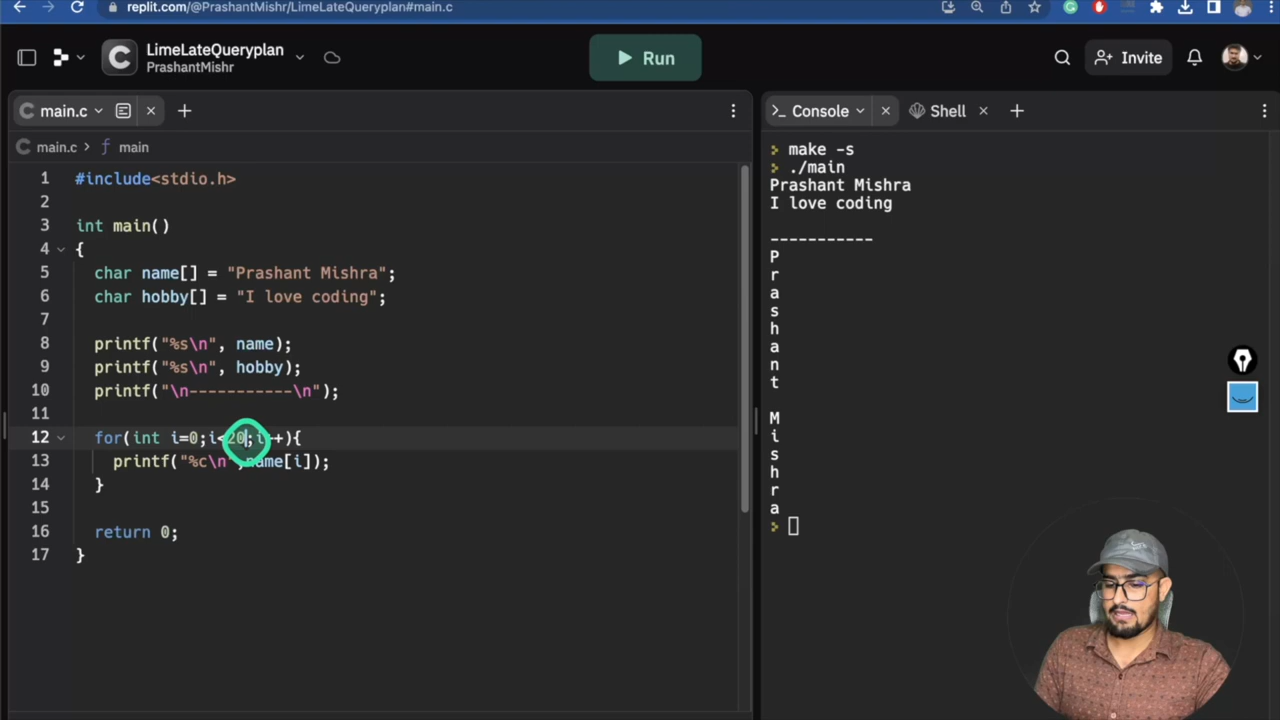 replit.com/@PrashantMishr/LimeLateQueryplan#main.c
LimeLateQueryplan
PrashantMishr
Run
Invite
main.c
Console
Shell
main.c > f main
1 #include<stdio.h>
2
3 int main()
4 {
5 char name[] = "Prashant Mishra";
6 char hobby[] = "I love coding";
7
8 printf("%s\n", name);
9 printf("%s\n", hobby);
10 printf("\n-----------\n");
11
12 for(int i=0;i<20;i++){
13 printf("%c\n",name[i]);
14 }
15
16 return 0;
17 }
> make -s
> ./main
Prashant Mishra
I love coding
-----------
P
r
a
s
h
a
n
t
M
i
s
h
r
a
>